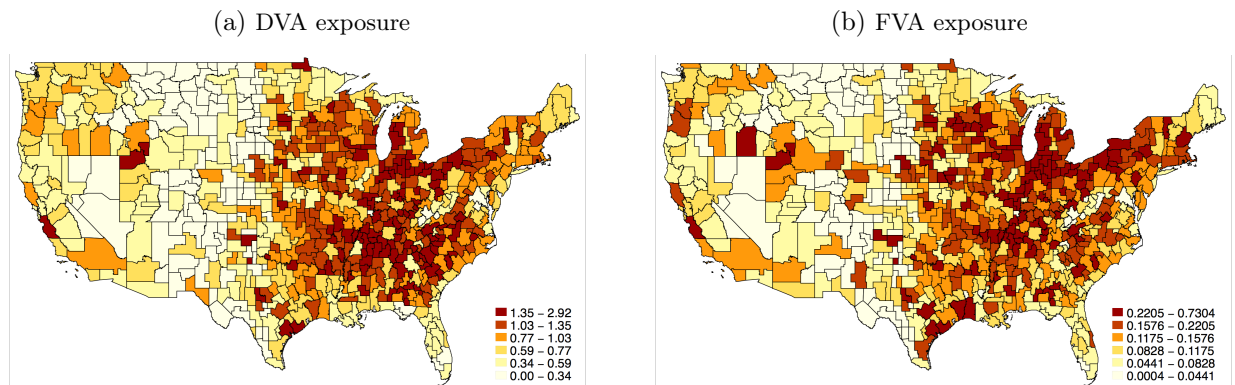 (a) DVA exposure
(b) FVA exposure
1.35 – 2.92
1.03 – 1.35
0.77 – 1.03
0.59 – 0.77
0.34 – 0.59
0.00 – 0.34
0.2205 – 0.7304
0.1576 – 0.2205
0.1175 – 0.1576
0.0828 – 0.1175
0.0441 – 0.0828
0.0004 – 0.0441